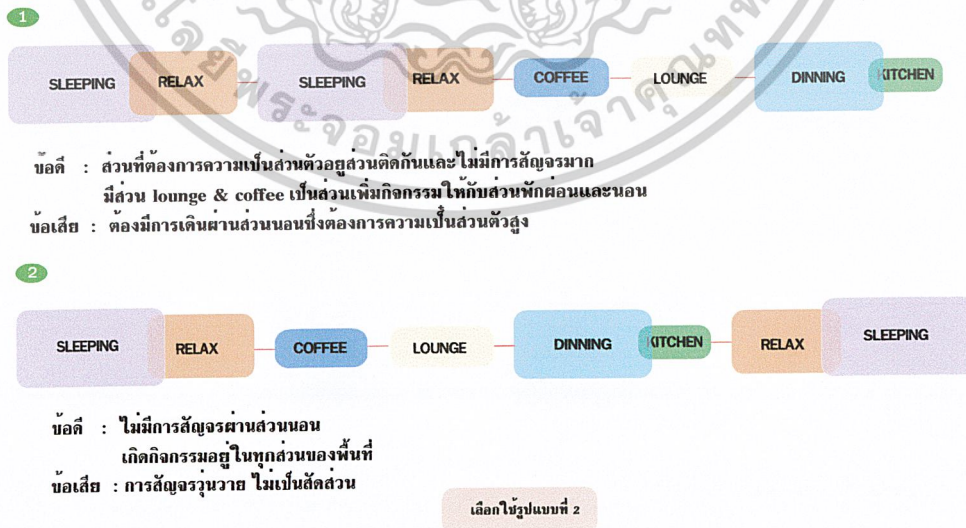 1
SLEEPING RELAX SLEEPING RELAX COFFEE LOUNGE DINNING KITCHEN
ข้อดี : ส่วนที่ต้องการความเป็นส่วนตัวอยู่ส่วนติดกันและไม่มีการสัญจรมาก
มีส่วน lounge & coffee เป็นส่วนเพิ่มกิจกรรมให้กับส่วนพักผ่อนและนอน
ข้อเสีย : ต้องมีการเดินผ่านส่วนนอนซึ่งต้องการความเป็นส่วนตัวสูง
2
SLEEPING RELAX COFFEE LOUNGE DINNING KITCHEN RELAX SLEEPING
ข้อดี : ไม่มีการสัญจรผ่านส่วนนอน
เกิดกิจกรรมอยู่ในทุกส่วนของพื้นที่
ข้อเสีย : การสัญจรวุ่นวาย ไม่เป็นสัดส่วน
เลือกใช้รูปแบบที่ 2